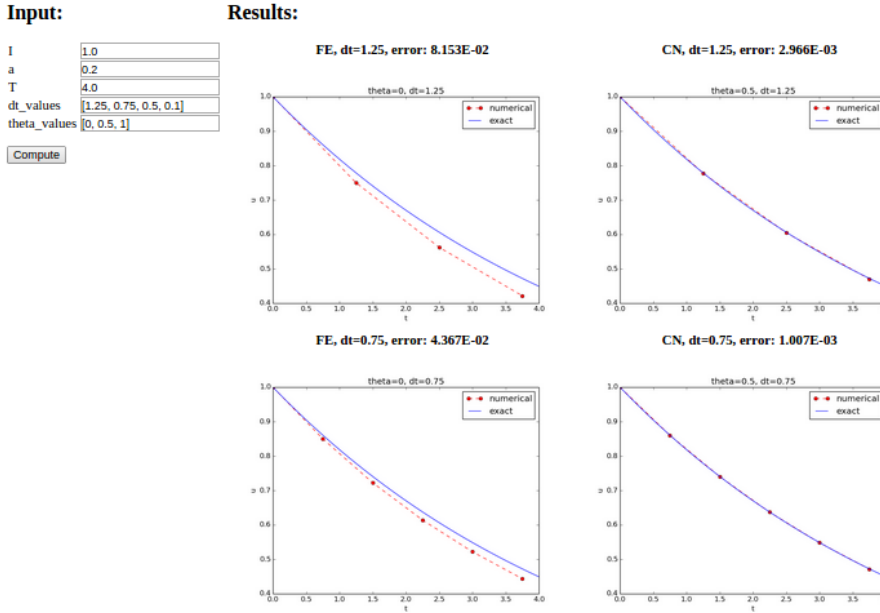 Input:
Results:
I 1.0
a 0.2
T 4.0
dt_values [1.25, 0.75, 0.5, 0.1]
theta_values [0, 0.5, 1]
Compute
FE, dt=1.25, error: 8.153E-02
theta=0, dt=1.25
numerical
exact
1.0
0.9
0.8
0.7
0.6
0.5
0.4
u
0.0 0.5 1.0 1.5 2.0 2.5 3.0 3.5 4.0
t
CN, dt=1.25, error: 2.966E-03
theta=0.5, dt=1.25
numerical
exact
1.0
0.9
0.8
0.7
0.6
0.5
0.4
u
0.0 0.5 1.0 1.5 2.0 2.5 3.0 3.5
t
FE, dt=0.75, error: 4.367E-02
theta=0, dt=0.75
numerical
exact
1.0
0.9
0.8
0.7
0.6
0.5
0.4
u
0.0 0.5 1.0 1.5 2.0 2.5 3.0 3.5 4.0
t
CN, dt=0.75, error: 1.007E-03
theta=0.5, dt=0.75
numerical
exact
1.0
0.9
0.8
0.7
0.6
0.5
0.4
u
0.0 0.5 1.0 1.5 2.0 2.5 3.0 3.5
t